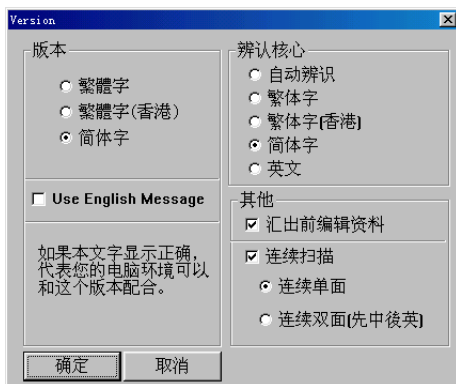 Version
版本
繁體字
繁體字(香港)
简体字
Use English Message
如果本文字显示正确,
代表您的电脑环境可以
和这个版本配合。
确定
取消
辨认核心
自动辨识
繁体字
繁体字(香港)
简体字
英文
其他
汇出前编辑资料
连续扫描
连续单面
连续双面(先中後英)